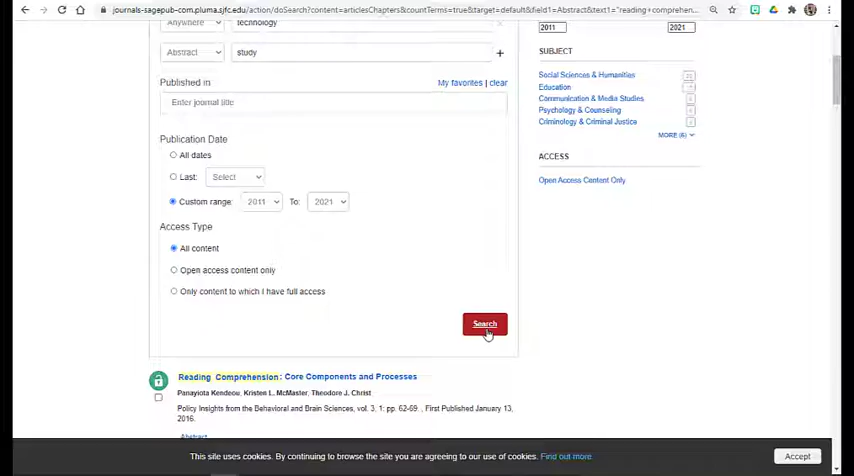 journals-sagepub-com.pluma.sjfc.edu/action/doSearch?content=articlesChapters&countTerms=true&target=default&field1=Abstract&text1="reading+comprehen...
Anywhere
technology
Abstract
study
+
Published in
My favorites | clear
Enter journal title
Publication Date
All dates
Last:
Select
Custom range:
2011
To:
2021
Access Type
All content
Open access content only
Only content to which I have full access
Search
Reading Comprehension: Core Components and Processes
Panayiota Kendeou, Kristen L. McMaster, Theodore J. Christ
Policy Insights from the Behavioral and Brain Sciences, vol. 3, 1: pp. 62-69. , First Published January 13,
2016.
Abstract
2011
2021
SUBJECT
Social Sciences & Humanities
Education
Communication & Media Studies
Psychology & Counseling
Criminology & Criminal Justice
MORE (6)
ACCESS
Open Access Content Only
This site uses cookies. By continuing to browse the site you are agreeing to our use of cookies. Find out more
Accept